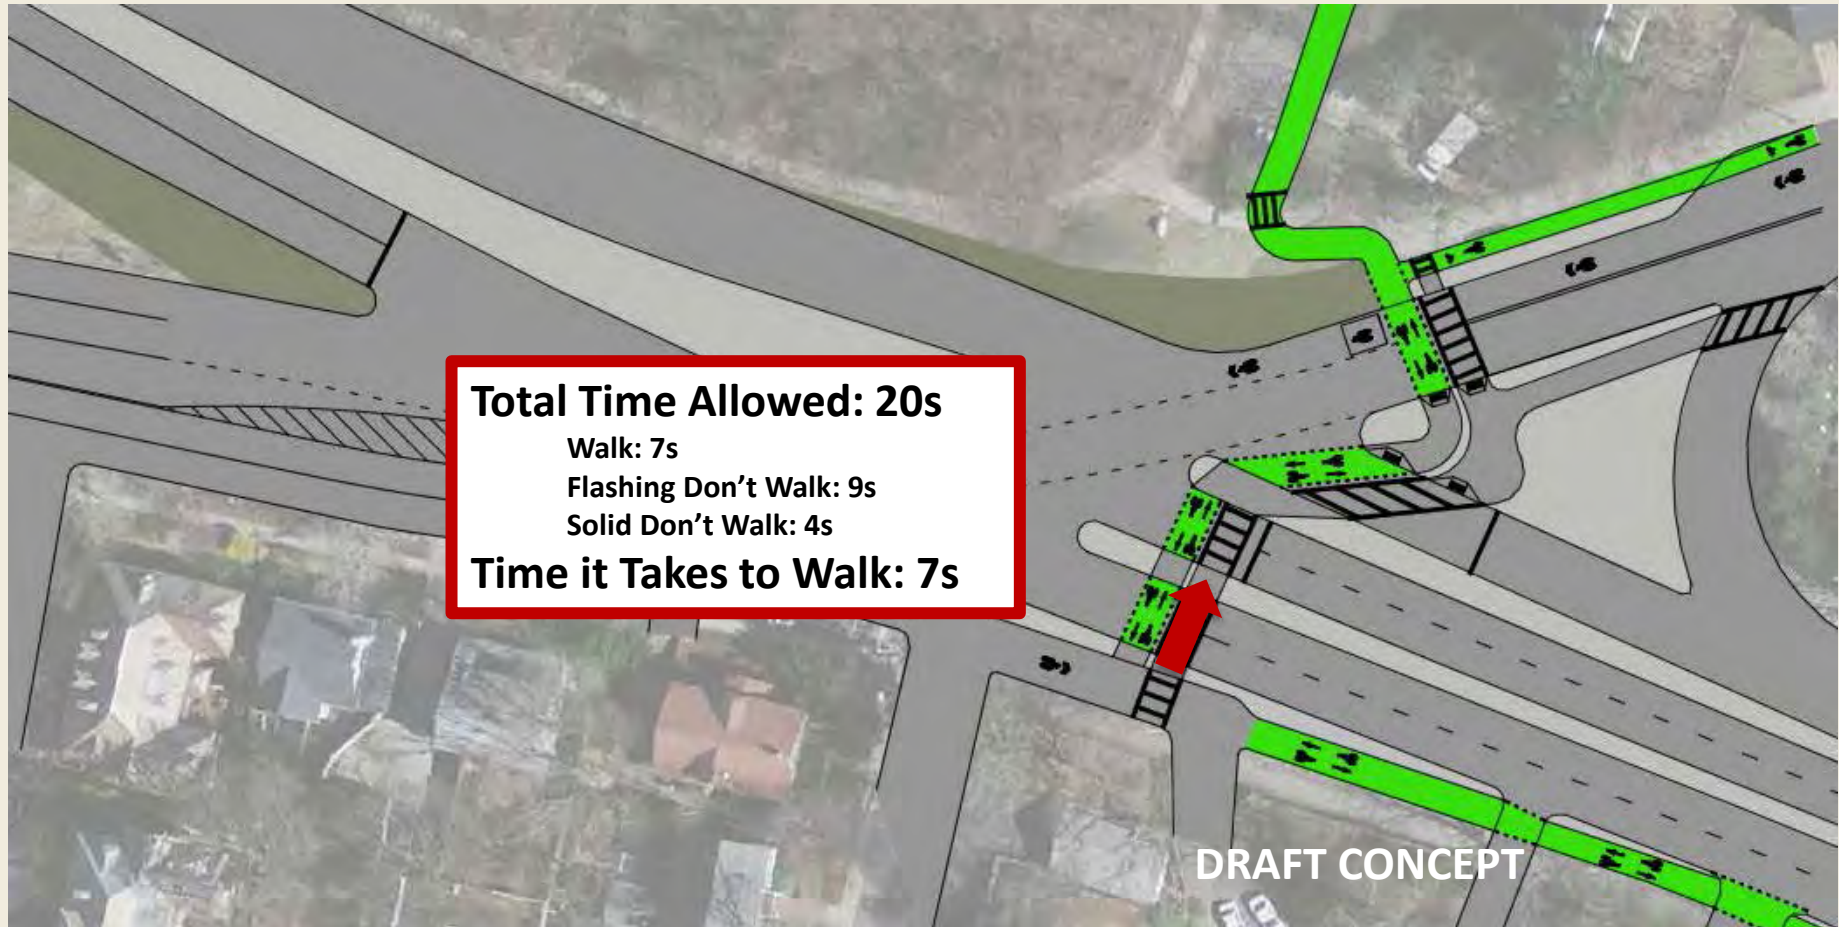 Total Time Allowed: 20s
Walk: 7s
Flashing Don’t Walk: 9s
Solid Don’t Walk: 4s
Time it Takes to Walk: 7s
DRAFT CONCEPT